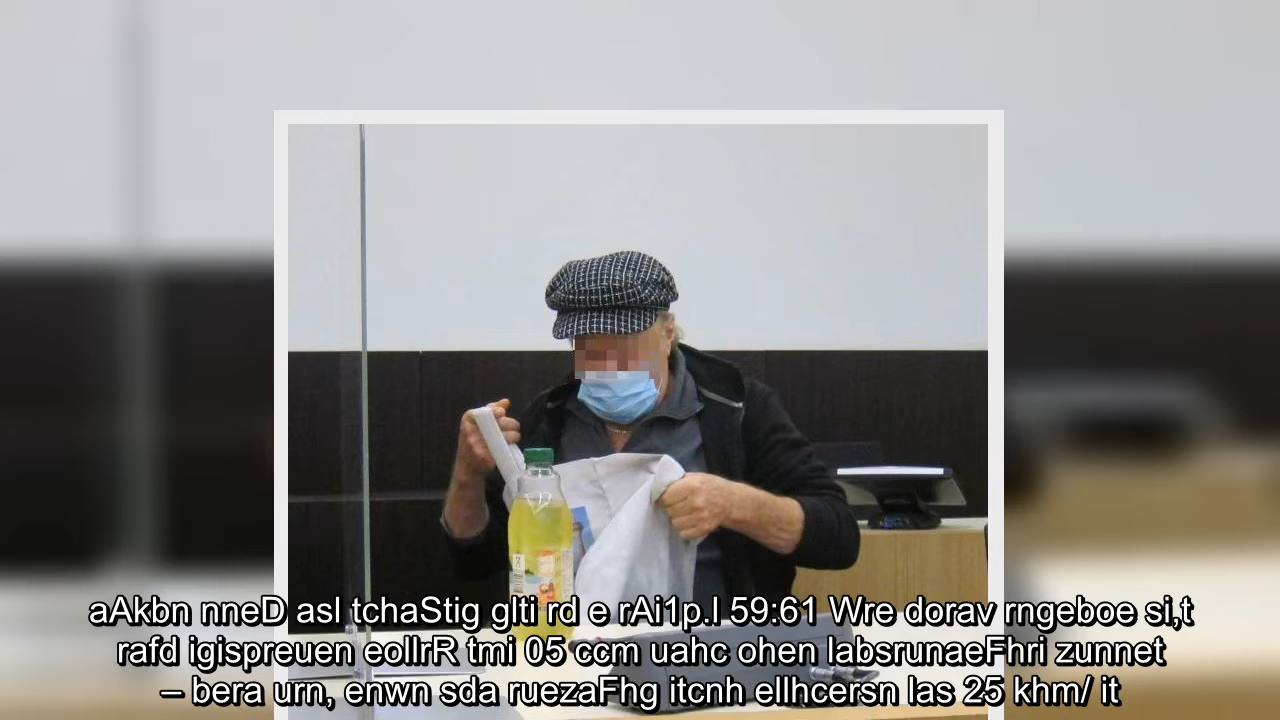 aAkbn nneD asl tchaStig glti rd e rAi1p.l 59:61 Wre dorav rngeboe si,t
rafd igispreuen eollrR tmi 05 ccm uahc ohen labsrunaeFhri zunnet
– bera urn, enwn sda ruezaFhg itcnh ellhcersn las 25 khm/ it